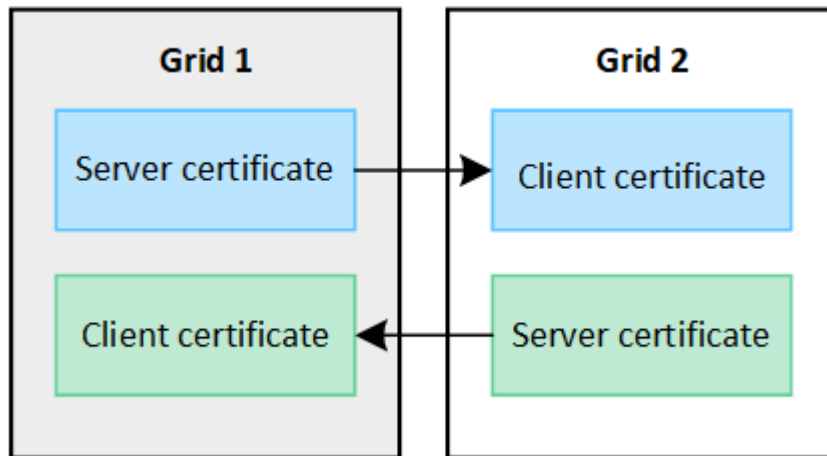 Grid 1
Server certificate
Client certificate
Grid 2
Client certificate
Server certificate